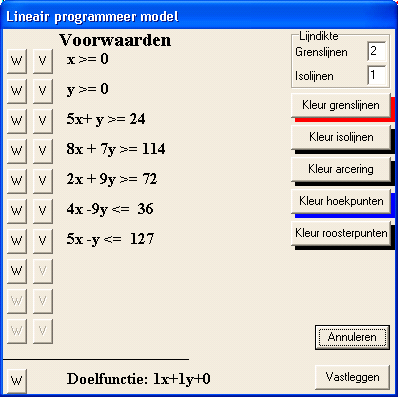 Lineair programmeer model
Voorwaarden
W V x >= 0
W V y >= 0
W V 5x+ y >= 24
W V 8x + 7y >= 114
W V 2x + 9y >= 72
W V 4x -9y <= 36
W V 5x -y <= 127
W V
W V
W V
W Doelfunctie: 1x+1y+0
Lijndikte
Grenslijnen 2
Isolijnen 1
Kleur grenslijnen
Kleur isolijnen
Kleur arcering
Kleur hoekpunten
Kleur roosterpunten
Annuleren
Vastleggen